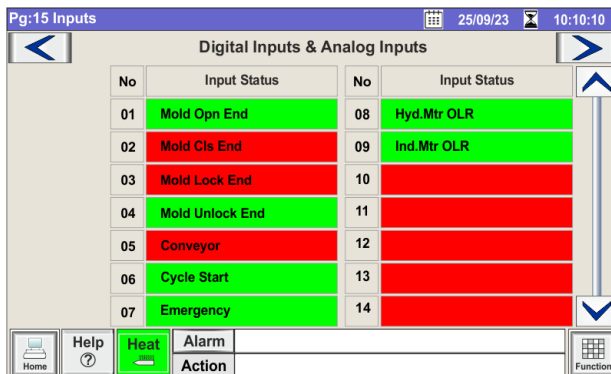 Pg:15 Inputs 25/09/23 10:10:10
Digital Inputs & Analog Inputs
No Input Status No Input Status
01 Mold Opn End 08 Hyd.Mtr OLR
02 Mold Cls End 09 Ind.Mtr OLR
03 Mold Lock End 10
04 Mold Unlock End 11
05 Conveyor 12
06 Cycle Start 13
07 Emergency 14
Home Help ? Heat Alarm Function
Action